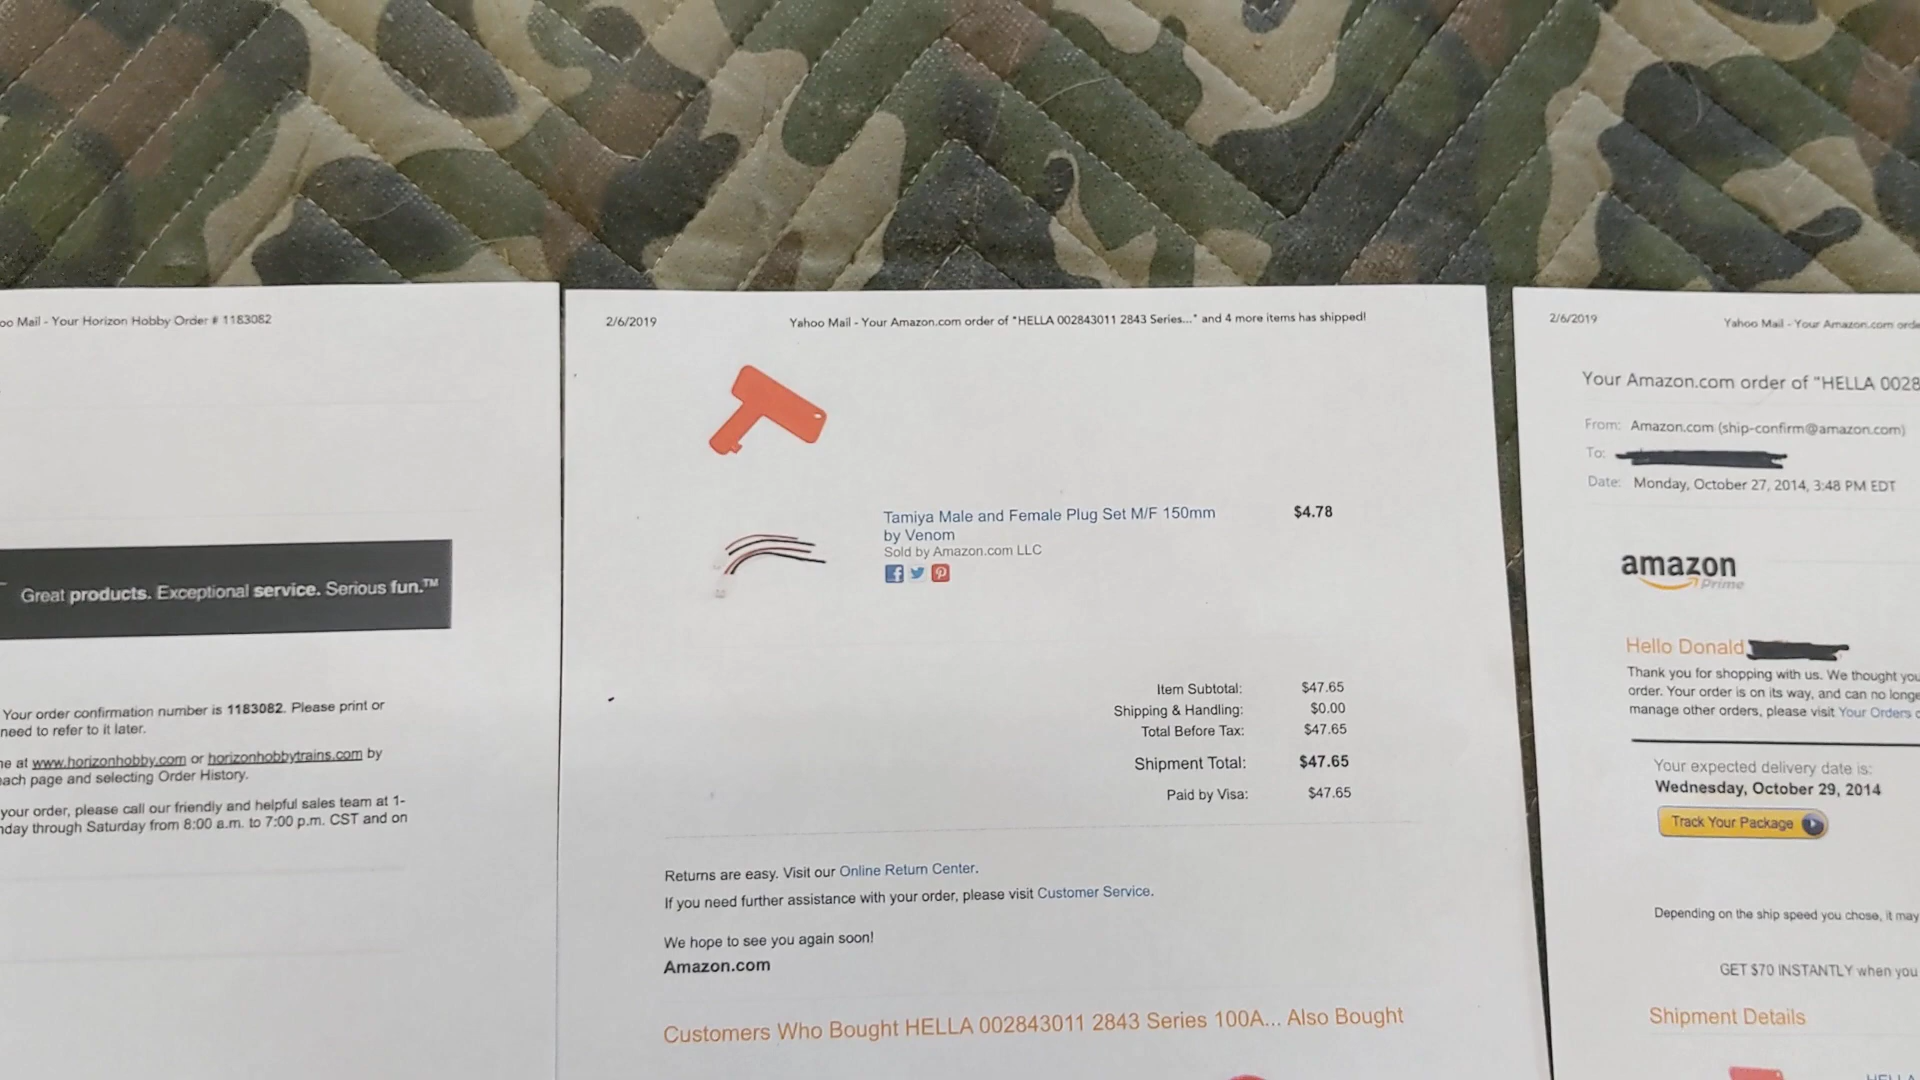 oo Mail - Your Horizon Hobby Order # 1183082
Great products. Exceptional service. Serious fun.™
Your order confirmation number is 1183082. Please print or
need to refer to it later.
ne at www.horizonhobby.com or horizonhobbytrains.com by
each page and selecting Order History.
your order, please call our friendly and helpful sales team at 1-
nday through Saturday from 8:00 a.m. to 7:00 p.m. CST and on
2/6/2019
Yahoo Mail - Your Amazon.com order of "HELLA 002843011 2843 Series..." and 4 more items has shipped!
Tamiya Male and Female Plug Set M/F 150mm
$4.78
by Venom
Sold by Amazon.com LLC
Item Subtotal: $47.65
Shipping & Handling: $0.00
Total Before Tax: $47.65
Shipment Total: $47.65
Paid by Visa: $47.65
Returns are easy. Visit our Online Return Center.
If you need further assistance with your order, please visit Customer Service.
We hope to see you again soon!
Amazon.com
Customers Who Bought HELLA 002843011 2843 Series 100A... Also Bought
2/6/2019
Yahoo Mail - Your Amazon.com orde
Your Amazon.com order of "HELLA 0028
From: Amazon.com (ship-confirm@amazon.com)
To:
Date: Monday, October 27, 2014, 3:48 PM EDT
amazon
Prime
Hello Donald
Thank you for shopping with us. We thought you
order. Your order is on its way, and can no longe
manage other orders, please visit Your Orders o
Your expected delivery date is:
Wednesday, October 29, 2014
Track Your Package
Depending on the ship speed you chose, it may
GET $70 INSTANTLY when you
Shipment Details